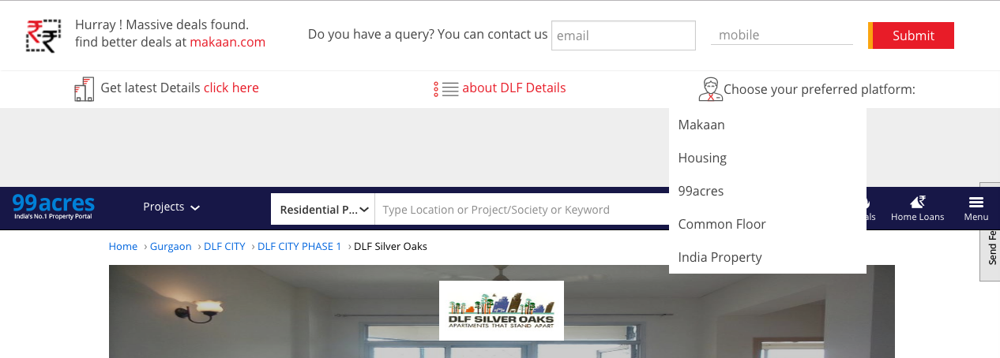 Hurray ! Massive deals found.
find better deals at makaan.com
Do you have a query? You can contact us
email
mobile
Submit
Get latest Details click here
about DLF Details
Choose your preferred platform:
Makaan
Housing
99acres
Common Floor
India Property
99acres
India's No.1 Property Portal
Projects
Residential P...
Type Location or Project/Society or Keyword
Home Loans
Menu
Send
Home › Gurgaon › DLF CITY › DLF CITY PHASE 1 › DLF Silver Oaks
DLF SILVER OAKS
APARTMENTS THAT STAND APART